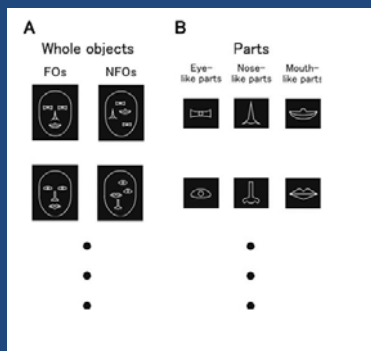 A
Whole objects
FOs NFOs
B
Parts
Eye-
like parts
Nose-
like parts
Mouth-
like parts